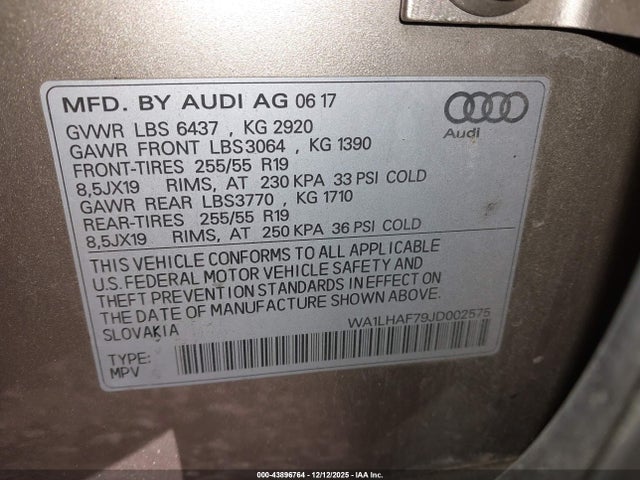 MFD. BY AUDI AG 06 17
GVWR LBS 6437 , KG 2920
GAWR FRONT LBS3064 , KG 1390
FRONT-TIRES 255/55 R19
8,5JX19 RIMS, AT 230 KPA 33 PSI COLD
GAWR REAR LBS3770 , KG 1710
REAR-TIRES 255/55 R19
8,5JX19 RIMS, AT 250 KPA 36 PSI COLD
Audi
THIS VEHICLE CONFORMS TO ALL APPLICABLE
U.S. FEDERAL MOTOR VEHICLE SAFETY AND
THEFT PREVENTION STANDARDS IN EFFECT ON
THE DATE OF MANUFACTURE SHOWN ABOVE.
SLOVAKIA
WA1LHAF79JD002575
TYPE:
MPV
000-43896764 • 12/12/2025 • IAA Inc.